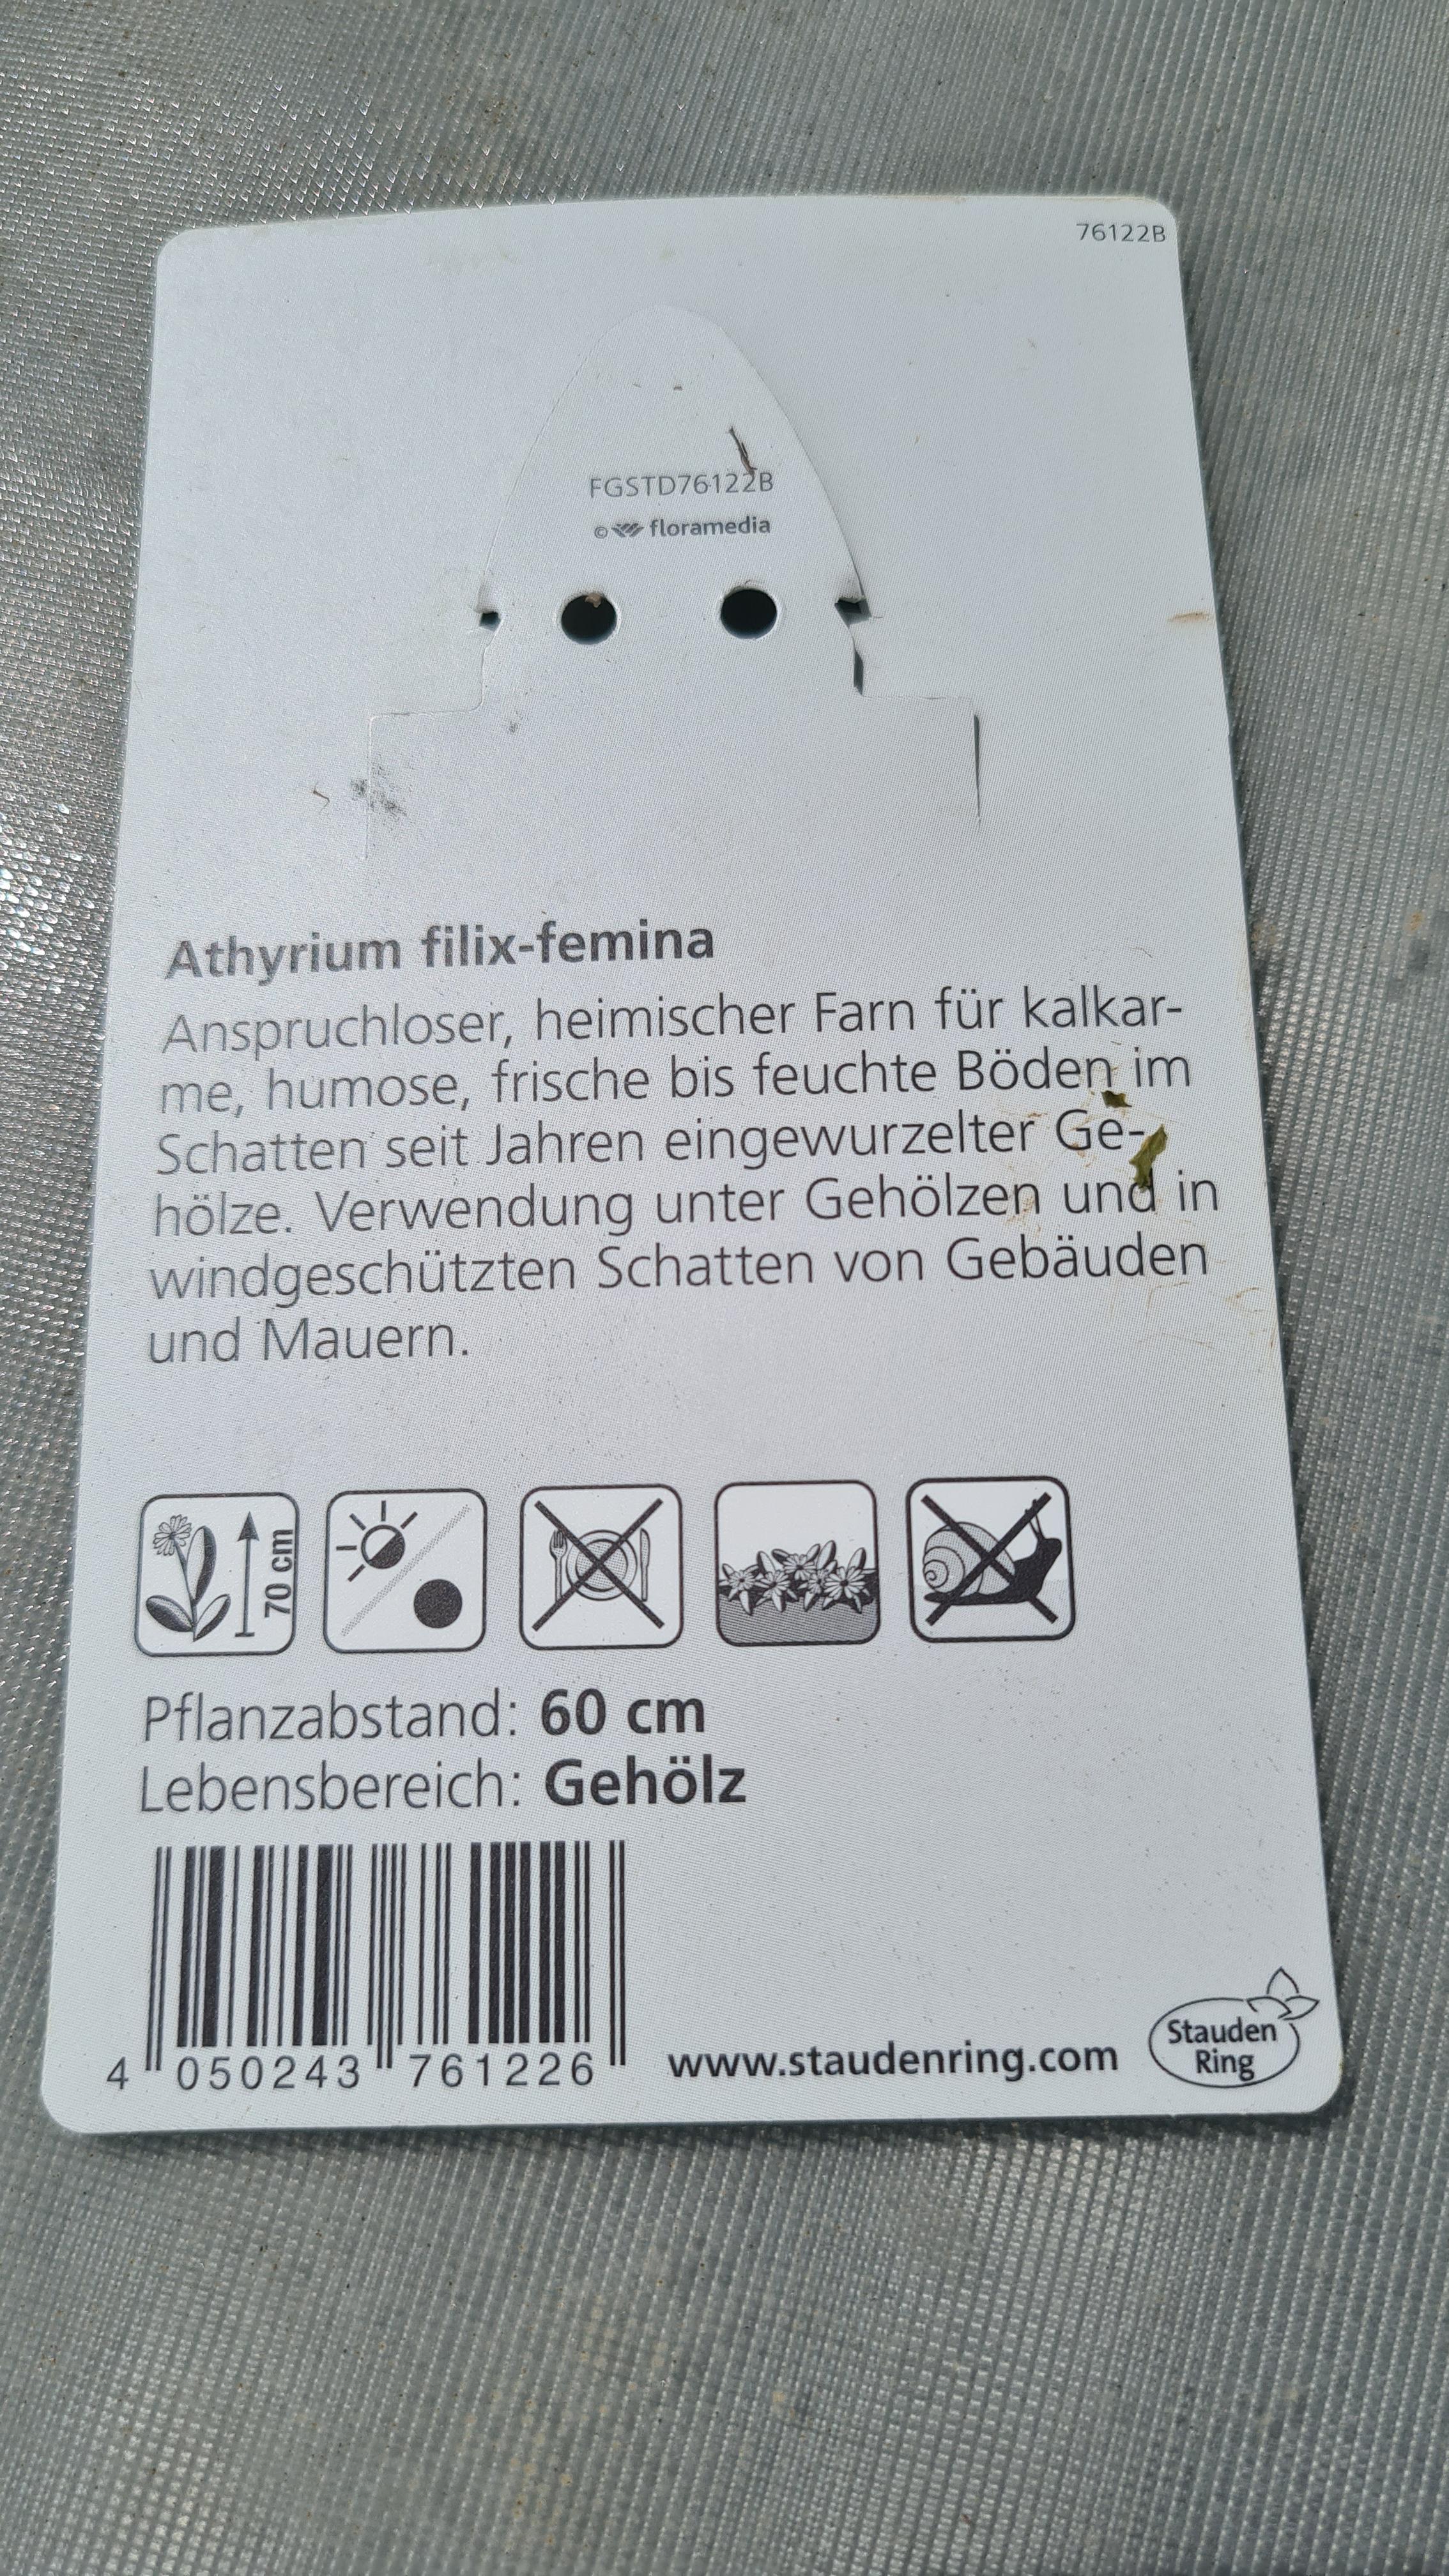 76122B
FGSTD76122B
© floramedia
Athyrium filix-femina
Anspruchloser, heimischer Farn für kalkar-
me, humose, frische bis feuchte Böden im
Schatten seit Jahren eingewurzelter Ge-
hölze. Verwendung unter Gehölzen und in
windgeschützten Schatten von Gebäuden
und Mauern.
70 cm
Pflanzabstand: 60 cm
Lebensbereich: Gehölz
4 050243 761226
www.staudenring.com
Stauden
Ring